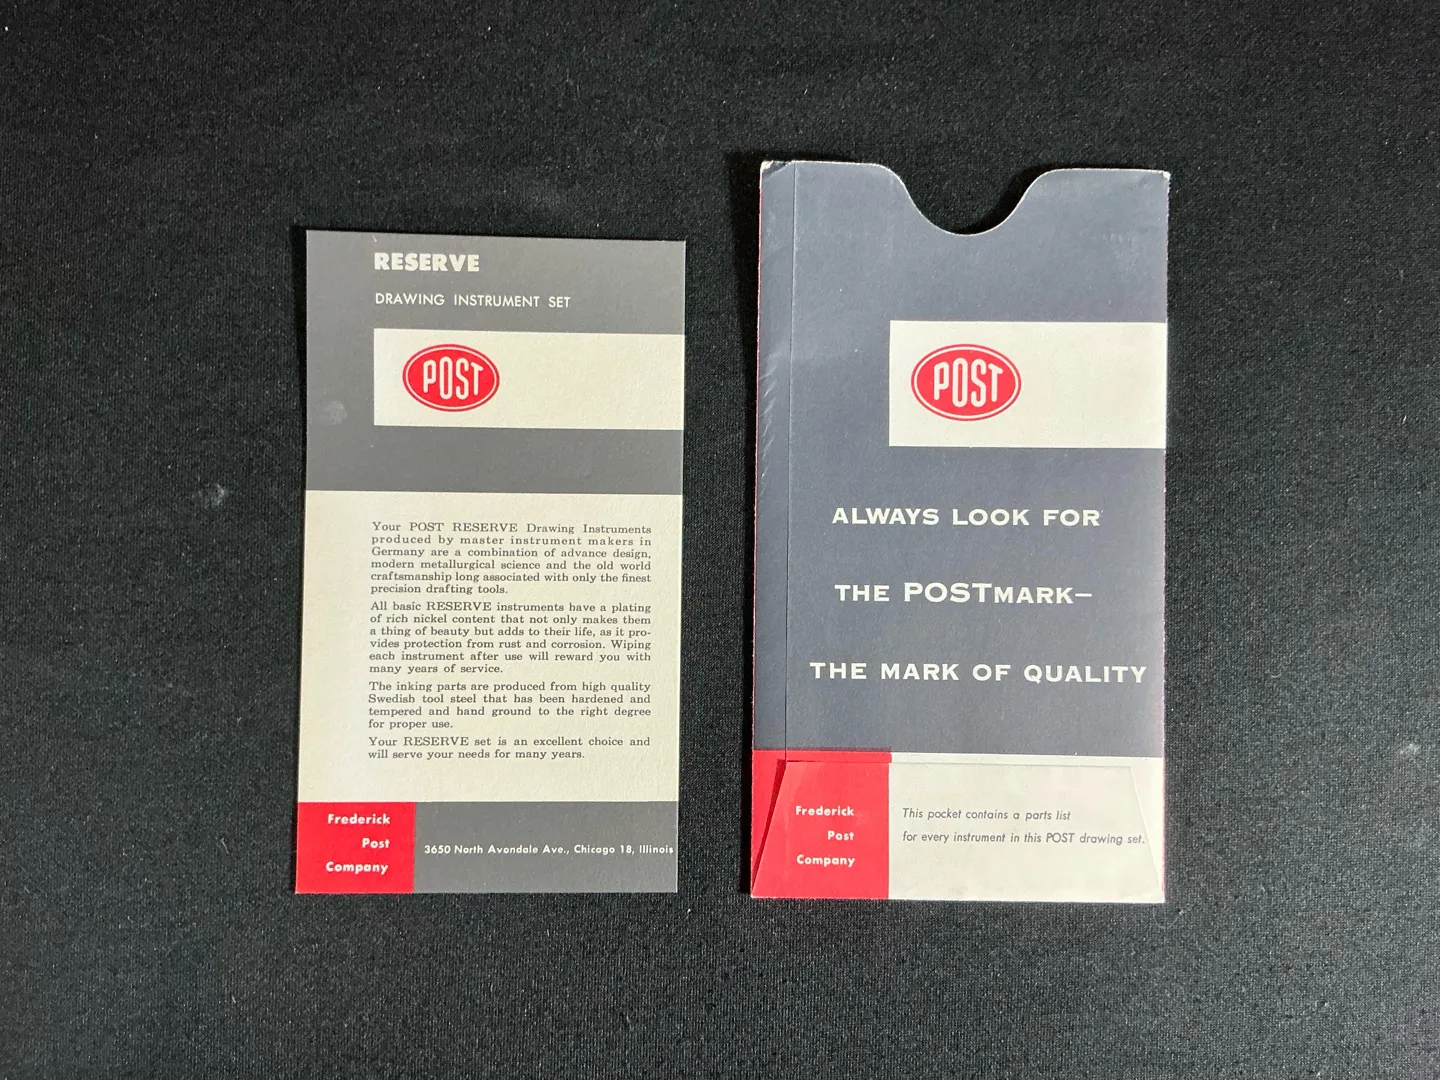 RESERVE
DRAWING INSTRUMENT SET
POST
Your POST RESERVE Drawing Instruments
produced by master instrument makers in
Germany are a combination of advance design,
modern metallurgical science and the old world
craftsmanship long associated with only the finest
precision drafting tools.
All basic RESERVE instruments have a plating
of rich nickel content that not only makes them
a thing of beauty but adds to their life, as it pro-
vides protection from rust and corrosion. Wiping
each instrument after use will reward you with
many years of service.
The inking parts are produced from high quality
Swedish tool steel that has been hardened and
tempered and hand ground to the right degree
for proper use.
Your RESERVE set is an excellent choice and
will serve your needs for many years.
Frederick
Post
Company
3650 North Avondale Ave., Chicago 18, Illinois
POST
ALWAYS LOOK FOR
THE POSTMARK—
THE MARK OF QUALITY
Frederick
Post
Company
This pocket contains a parts list
for every instrument in this POST drawing set.